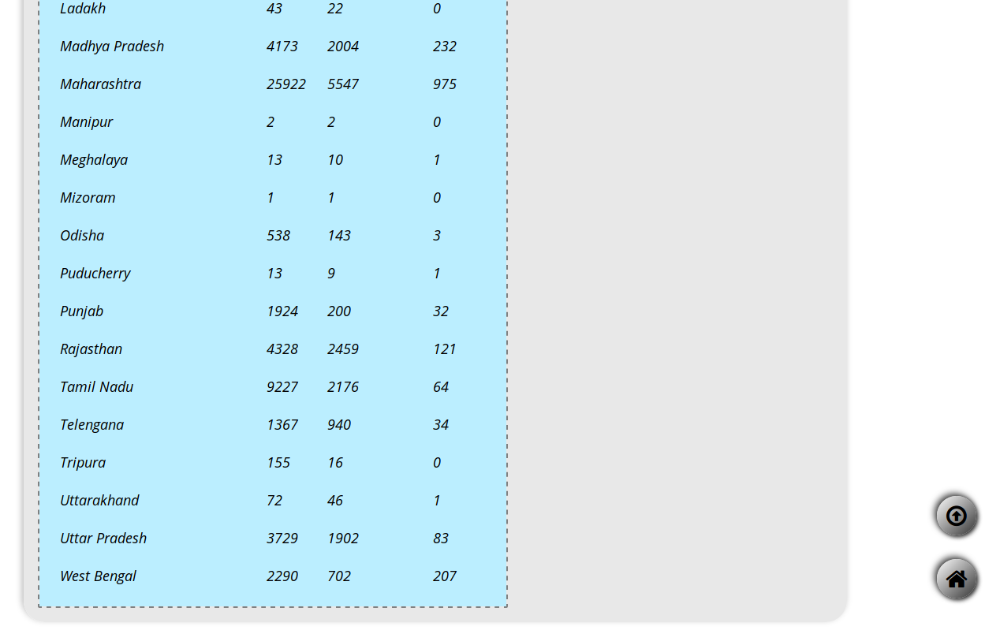 Ladakh 43 22 0
Madhya Pradesh 4173 2004 232
Maharashtra 25922 5547 975
Manipur 2 2 0
Meghalaya 13 10 1
Mizoram 1 1 0
Odisha 538 143 3
Puducherry 13 9 1
Punjab 1924 200 32
Rajasthan 4328 2459 121
Tamil Nadu 9227 2176 64
Telengana 1367 940 34
Tripura 155 16 0
Uttarakhand 72 46 1
Uttar Pradesh 3729 1902 83
West Bengal 2290 702 207